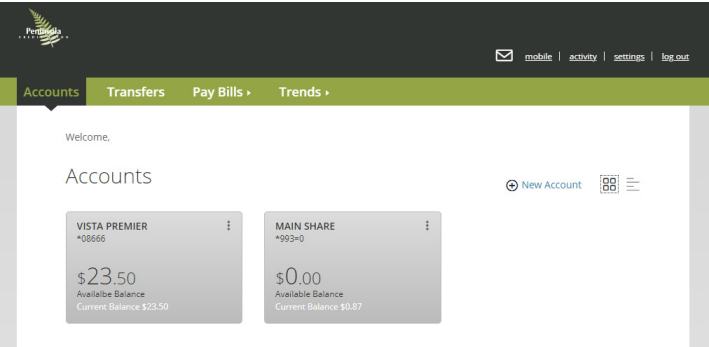 Peninsula
CREDIT UNION
mobile | activity | settings | log out
Accounts Transfers Pay Bills Trends
Welcome,
Accounts
New Account
VISTA PREMIER
*08666
$23.50
Availalbe Balance
Current Balance $23.50
MAIN SHARE
*993=0
$0.00
Available Balance
Current Balance $0.87